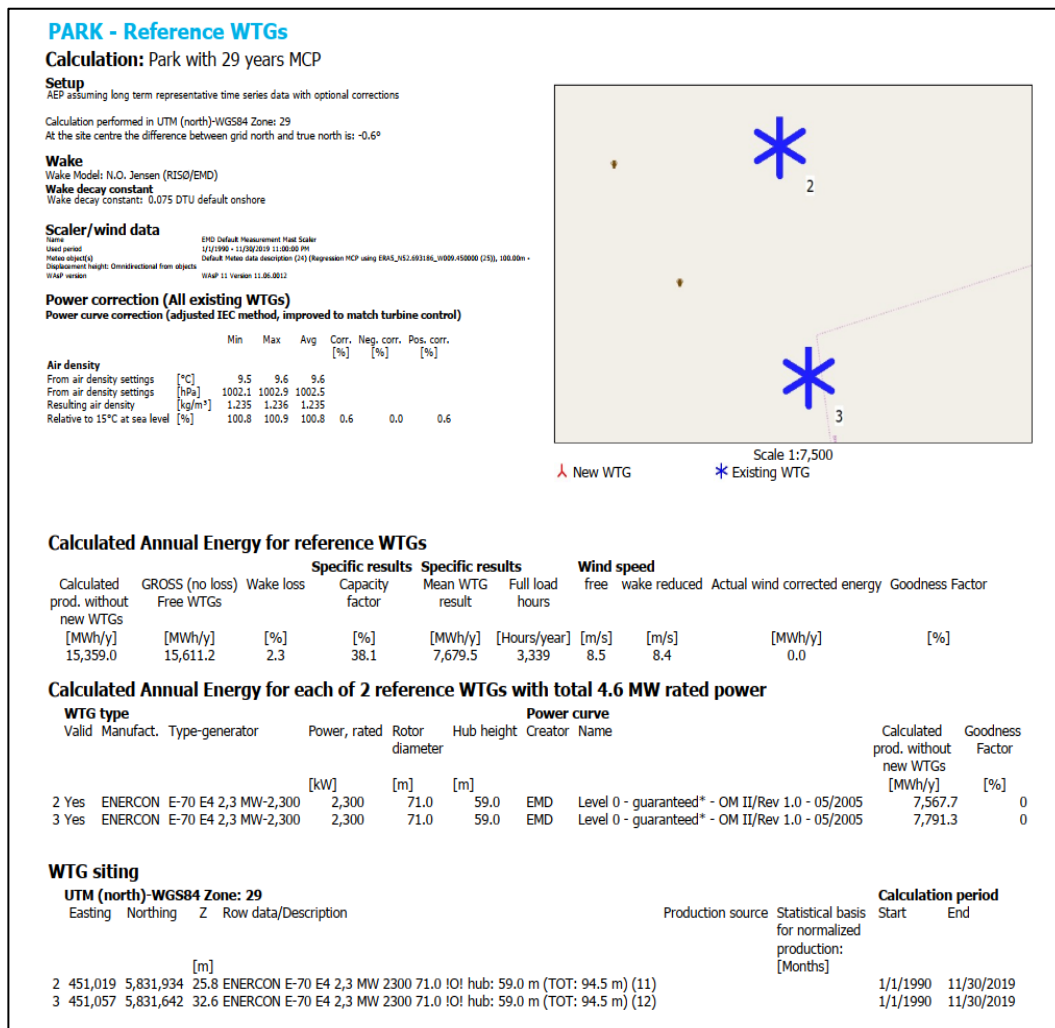 PARK - Reference WTGs
Calculation: Park with 29 years MCP
Setup
AEP assuming long term representative time series data with optional corrections
Calculation performed in UTM (north)-WGS84 Zone: 29
At the site centre the difference between grid north and true north is: -0.6°
Wake
Wake Model: N.O. Jensen (RISØ/EMD)
Wake decay constant
Wake decay constant: 0.075 DTU default onshore
Scaler/wind data
Name EMD Default Measurement Mast Scaler
Used period 1/1/1990 - 11/30/2019 11:00:00 PM
Meteo object(s) Default Meteo data description (24) (Regression MCP using ERA5_N52.693186_W009.450000 (25)), 100.00m -
Displacement height: Omnidirectional from objects
WAsP version WAsP 11 Version 11.06.0012
Power correction (All existing WTGs)
Power curve correction (adjusted IEC method, improved to match turbine control)
Min Max Avg Corr. Neg. corr. Pos. corr.
[%] [%] [%]
Air density
From air density settings [°C] 9.5 9.6 9.6
From air density settings [hPa] 1002.1 1002.9 1002.5
Resulting air density [kg/m³] 1.235 1.236 1.235
Relative to 15°C at sea level [%] 100.8 100.9 100.8 0.6 0.0 0.6
2
3
Scale 1:7,500
New WTG Existing WTG
Calculated Annual Energy for reference WTGs
Specific results Specific results Wind speed
Calculated GROSS (no loss) Wake loss Capacity Mean WTG Full load free wake reduced Actual wind corrected energy Goodness Factor
prod. without Free WTGs factor result hours
new WTGs
[MWh/y] [MWh/y] [%] [%] [MWh/y] [Hours/year] [m/s] [m/s] [MWh/y] [%]
15,359.0 15,611.2 2.3 38.1 7,679.5 3,339 8.5 8.4 0.0
Calculated Annual Energy for each of 2 reference WTGs with total 4.6 MW rated power
WTG type Power curve
Valid Manufact. Type-generator Power, rated Rotor Hub height Creator Name Calculated Goodness
diameter prod. without Factor
new WTGs
[kW] [m] [m] [MWh/y] [%]
2 Yes ENERCON E-70 E4 2,3 MW-2,300 2,300 71.0 59.0 EMD Level 0 - guaranteed* - OM II/Rev 1.0 - 05/2005 7,567.7 0
3 Yes ENERCON E-70 E4 2,3 MW-2,300 2,300 71.0 59.0 EMD Level 0 - guaranteed* - OM II/Rev 1.0 - 05/2005 7,791.3 0
WTG siting
UTM (north)-WGS84 Zone: 29 Calculation period
Easting Northing Z Row data/Description Production source Statistical basis Start End
for normalized
production:
[m] [Months]
2 451,019 5,831,934 25.8 ENERCON E-70 E4 2,3 MW 2300 71.0 !O! hub: 59.0 m (TOT: 94.5 m) (11) 1/1/1990 11/30/2019
3 451,057 5,831,642 32.6 ENERCON E-70 E4 2,3 MW 2300 71.0 !O! hub: 59.0 m (TOT: 94.5 m) (12) 1/1/1990 11/30/2019